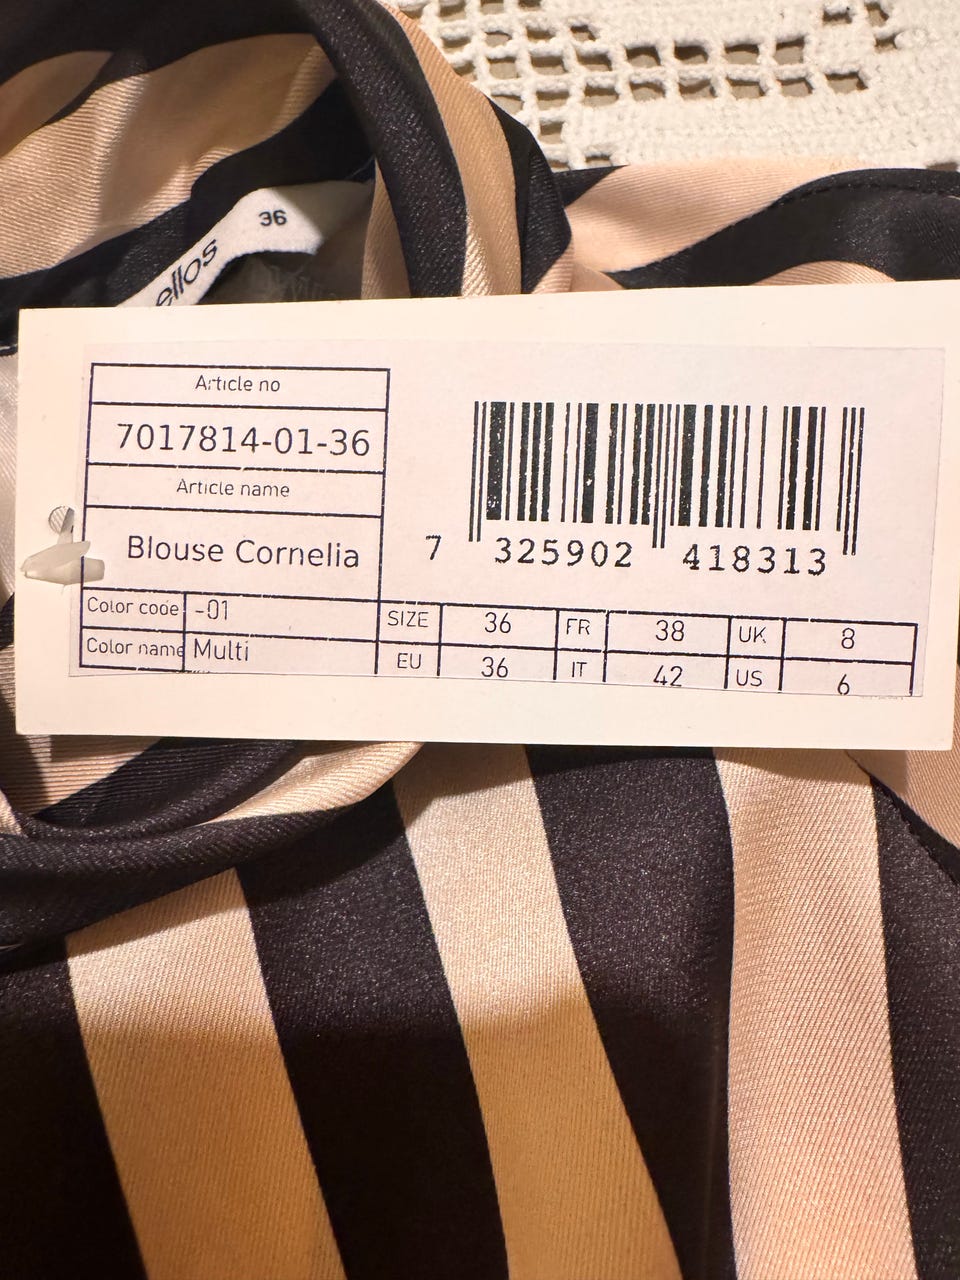 36
ellos
Article no
7017814-01-36
Article name
Blouse Cornelia
Color code -01
Color name Multi
7 325902 418313
SIZE 36 FR 38 UK 8
EU 36 IT 42 US 6